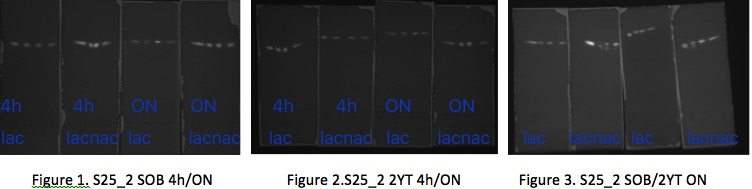 4h 4h ON ON
lac lacnac lac lacnac
Figure 1. S25_2 SOB 4h/ON
4h 4h ON ON
lac lacnac lac lacnac
Figure 2.S25_2 2YT 4h/ON
lac lacnac lac lacnac
Figure 3. S25_2 SOB/2YT ON